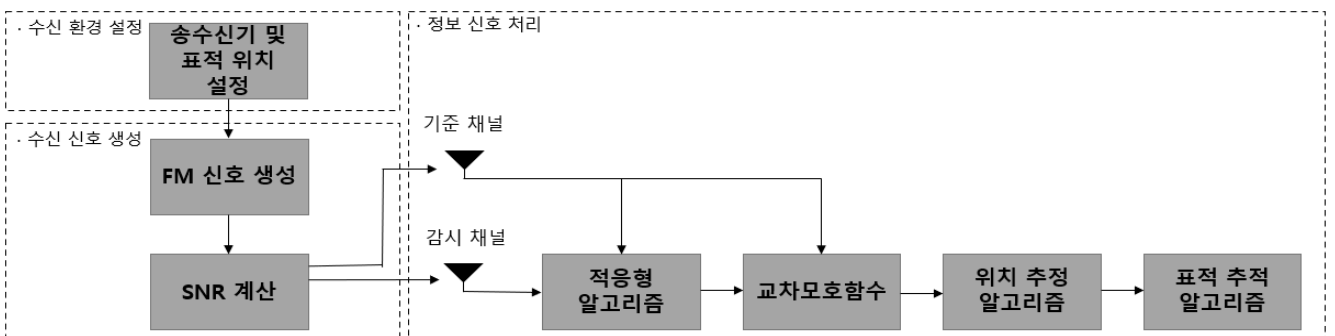 · 수신 환경 설정
송수신기 및
표적 위치
설정
· 수신 신호 생성
FM 신호 생성
SNR 계산
· 정보 신호 처리
기준 채널
감시 채널
적응형
알고리즘
교차모호함수
위치 추정
알고리즘
표적 추적
알고리즘